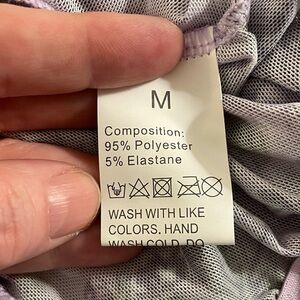 M
Composition:
95% Polyester
5% Elastane
WASH WITH LIKE
COLORS. HAND
WASH COLD. DO